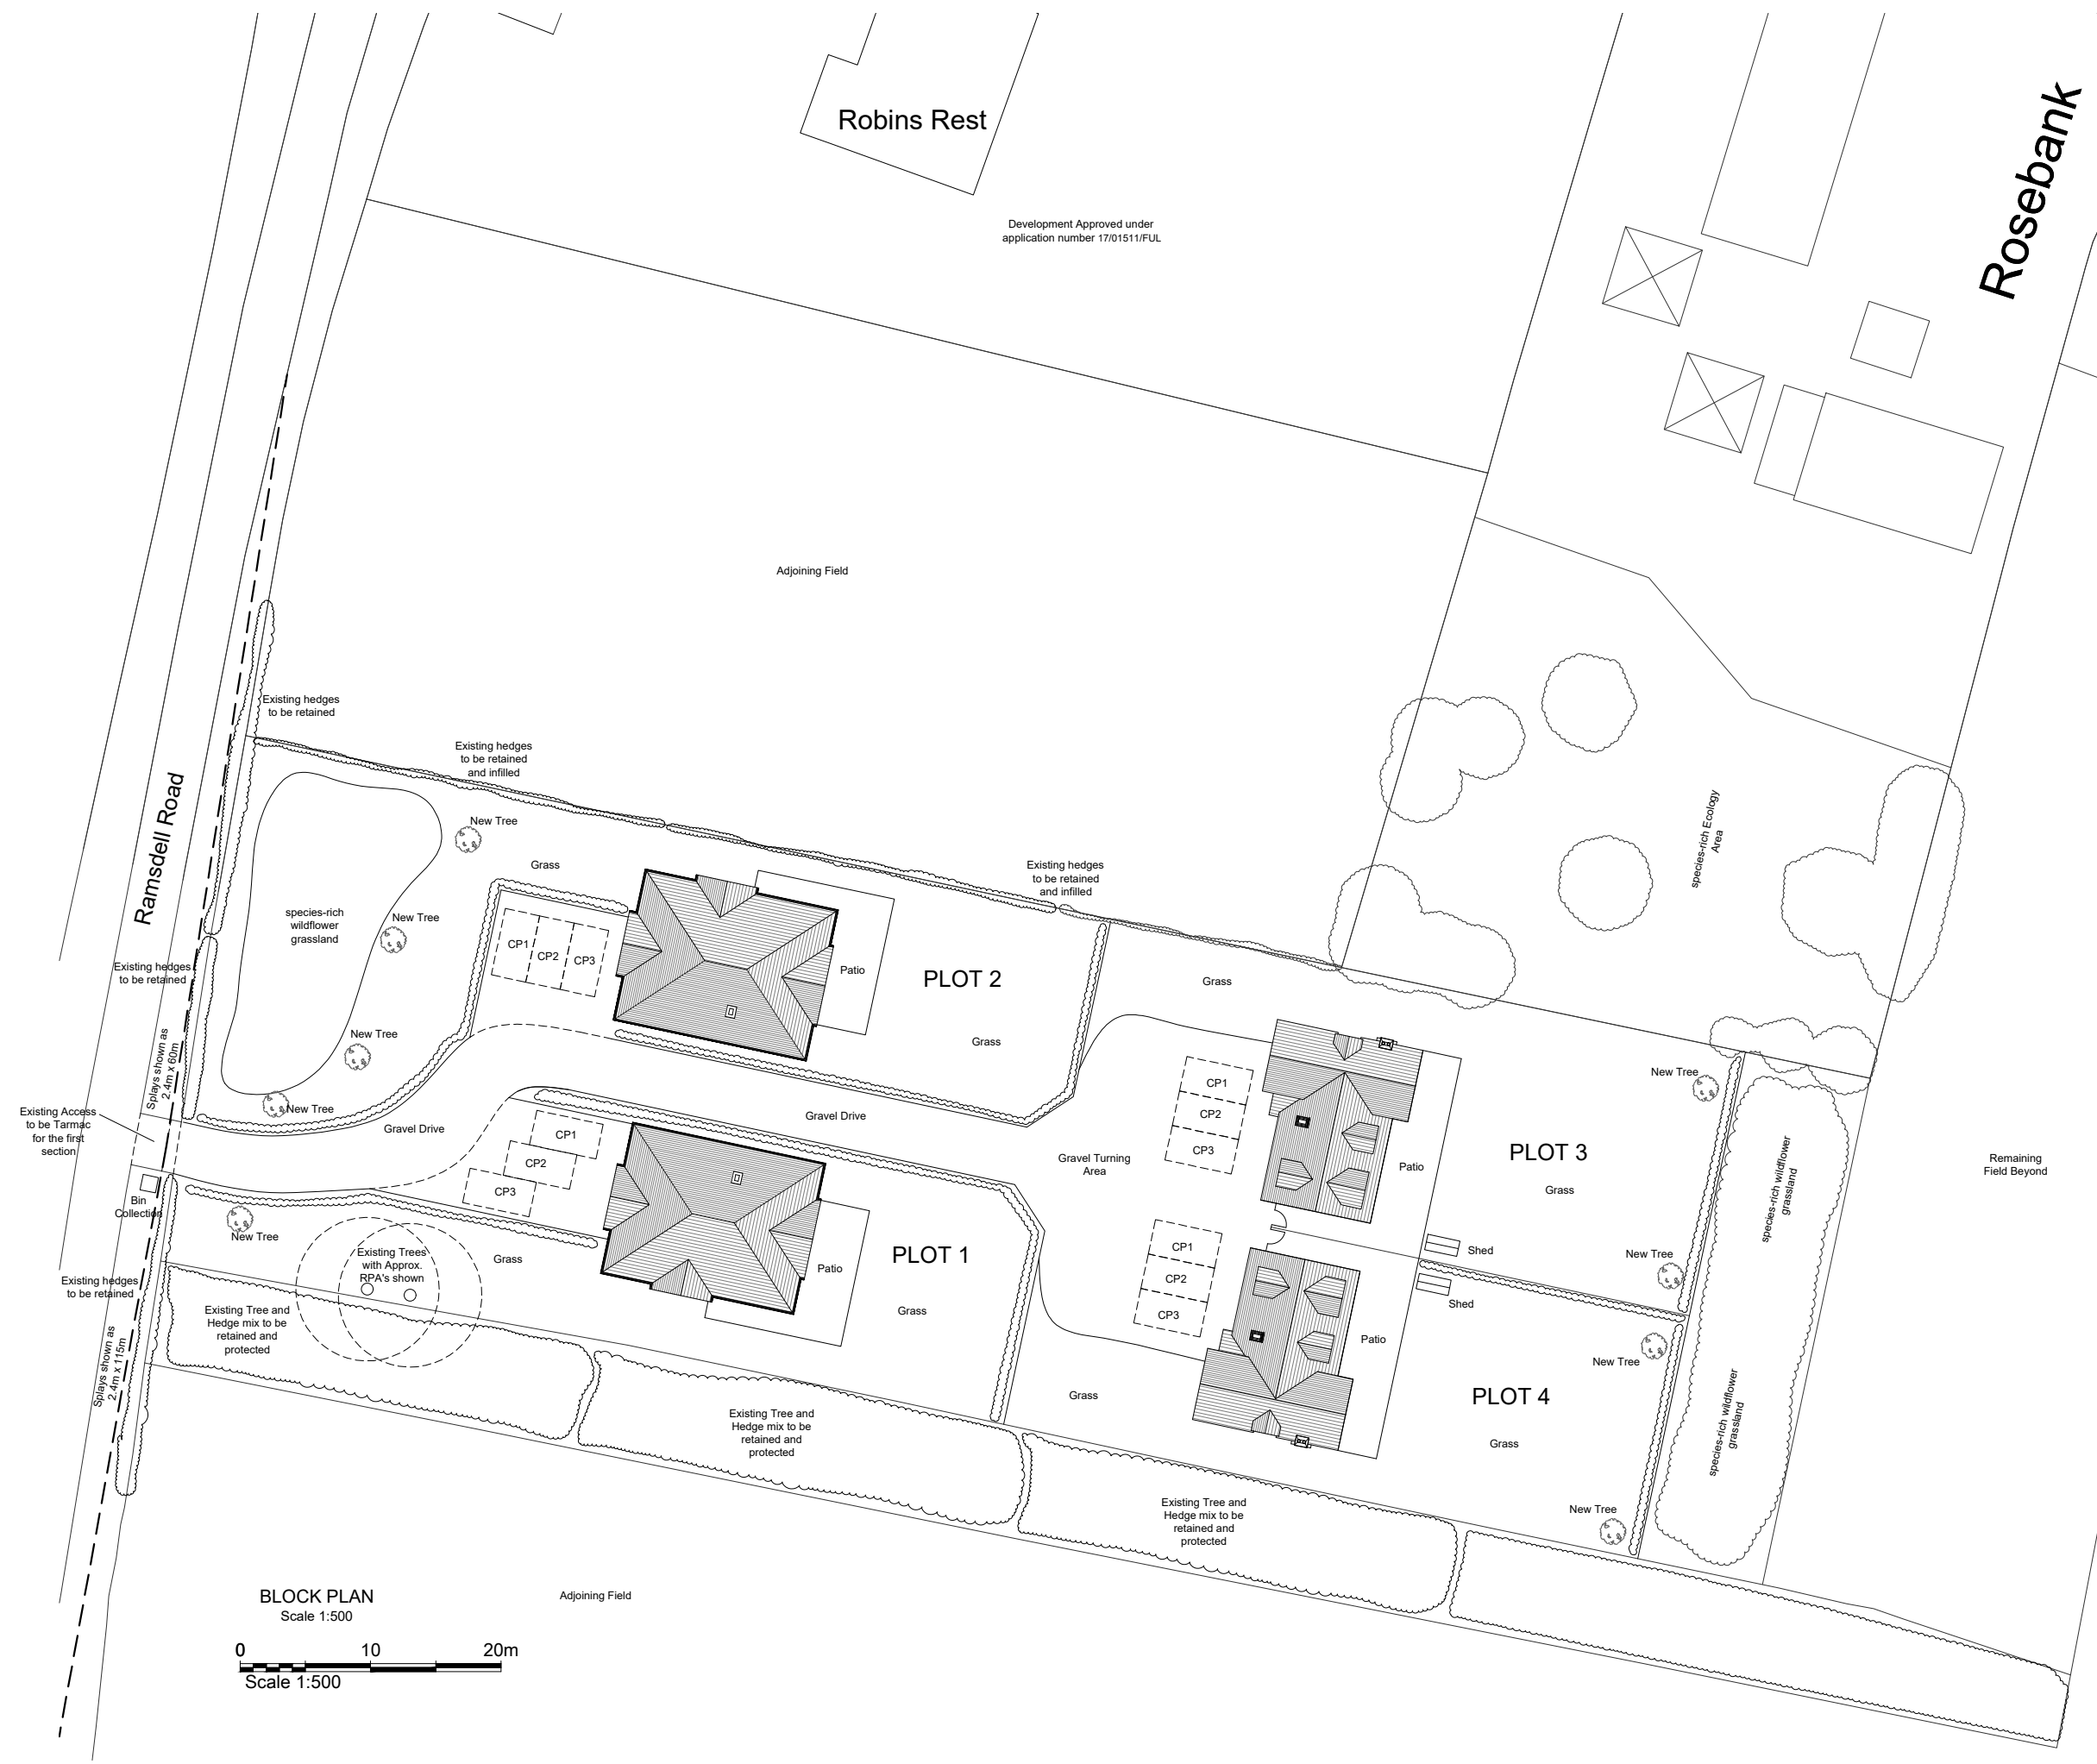 Robins Rest
Rosebank
Development Approved under
application number 17/01511/FUL
Adjoining Field
Existing hedges
to be retained
Existing hedges
to be retained
and infilled
Ramsdell Road
New Tree
Grass
species-rich
wildflower
grassland
New Tree
CP1
CP2
CP3
Patio
PLOT 2
Grass
Existing hedges
to be retained
and infilled
Grass
species-rich Ecology
Area
Existing hedges
to be retained
New Tree
Splays shown as
2.4m x 60m
New Tree
Existing Access
to be Tarmac
for the first
section
Gravel Drive
Gravel Drive
CP1
CP2
CP3
Gravel Turning
Area
CP1
CP2
CP3
Patio
PLOT 3
Grass
New Tree
species-rich wildflower
grassland
Remaining
Field Beyond
Bin
Collection
New Tree
Existing Trees
with Approx.
RPA's shown
Grass
Patio
PLOT 1
Grass
CP1
CP2
CP3
Shed
Shed
New Tree
Existing hedges
to be retained
Existing Tree and
Hedge mix to be
retained and
protected
Splays shown as
2.4m x 115m
Patio
New Tree
PLOT 4
Grass
Grass
species-rich wildflower
grassland
Existing Tree and
Hedge mix to be
retained and
protected
Existing Tree and
Hedge mix to be
retained and
protected
New Tree
BLOCK PLAN
Scale 1:500
Adjoining Field
0 10 20m
Scale 1:500